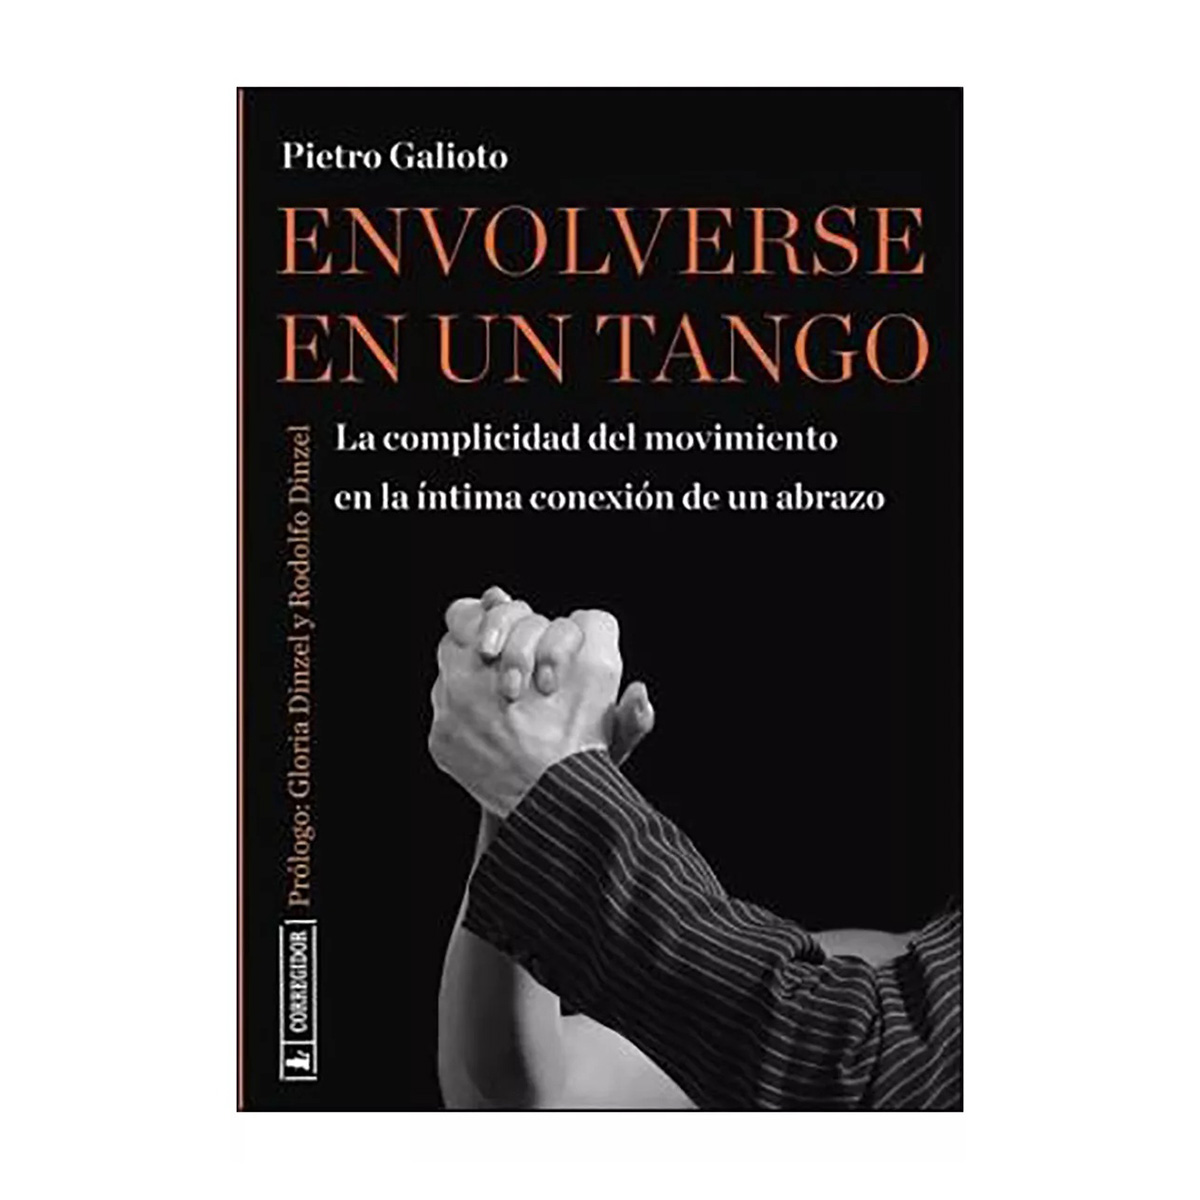 Pietro Galioto
ENVOLVERSE
EN UN TANGO
La complicidad del movimiento
en la íntima conexión de un abrazo
Prólogo: Gloria Dinzel y Rodolfo Dinzel
CORREGIDOR